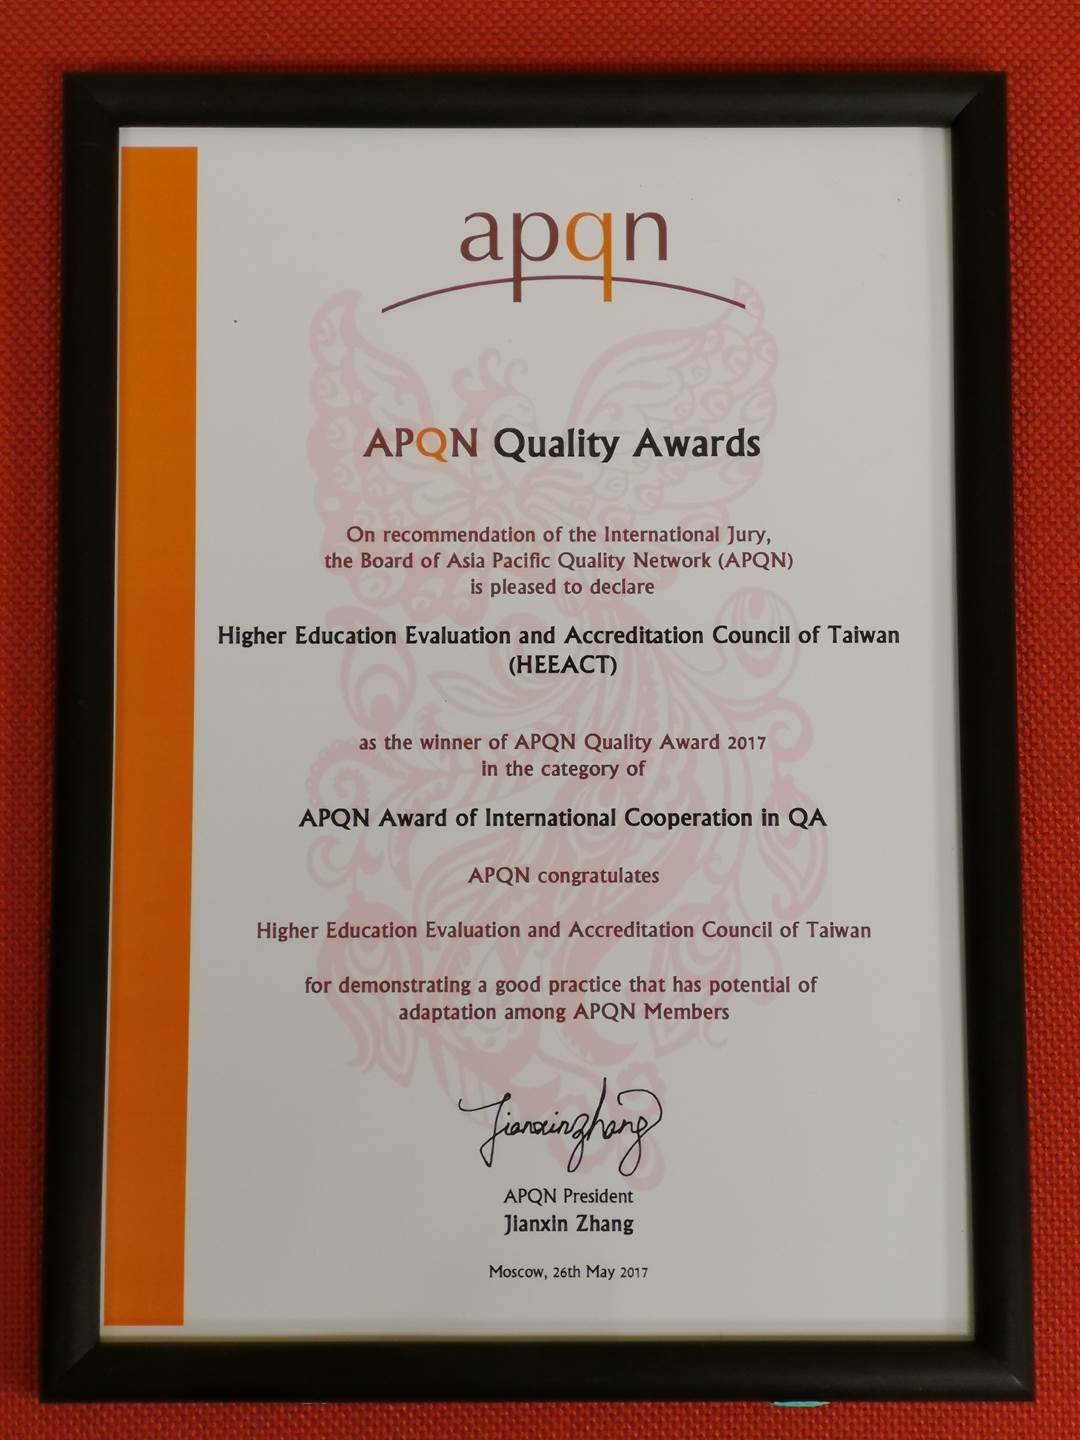 apqn
APQN Quality Awards
On recommendation of the International Jury,
the Board of Asia Pacific Quality Network (APQN)
is pleased to declare
Higher Education Evaluation and Accreditation Council of Taiwan
(HEEACT)
as the winner of APQN Quality Award 2017
in the category of
APQN Award of International Cooperation in QA
APQN congratulates
Higher Education Evaluation and Accreditation Council of Taiwan
for demonstrating a good practice that has potential of
adaptation among APQN Members
Jianxinzhang
APQN President
Jianxin Zhang
Moscow, 26th May 2017